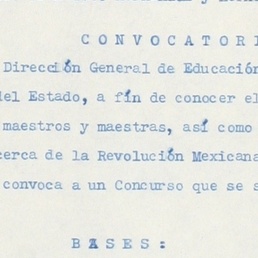 CONVOCATORI
Dirección General de Educación
del Estado, a fin de conocer el
maestros y maestras, así como
cerca de la Revolución Mexicana
convoca a un Concurso que se s
BASES: